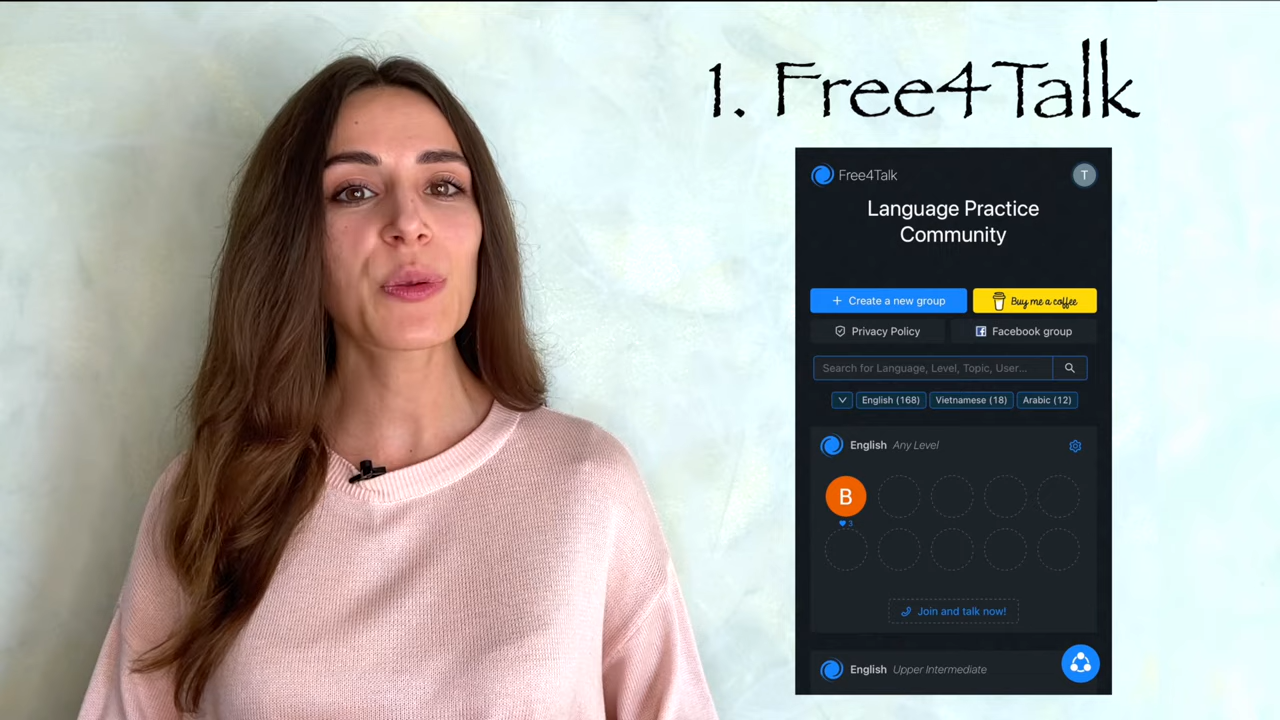 1. Free4Talk
Free4Talk
T
Language Practice
Community
+ Create a new group
Buy me a coffee
Privacy Policy
Facebook group
Search for Language, Level, Topic, User...
English (168)
Vietnamese (18)
Arabic (12)
English Any Level
B
3
Join and talk now!
English Upper Intermediate